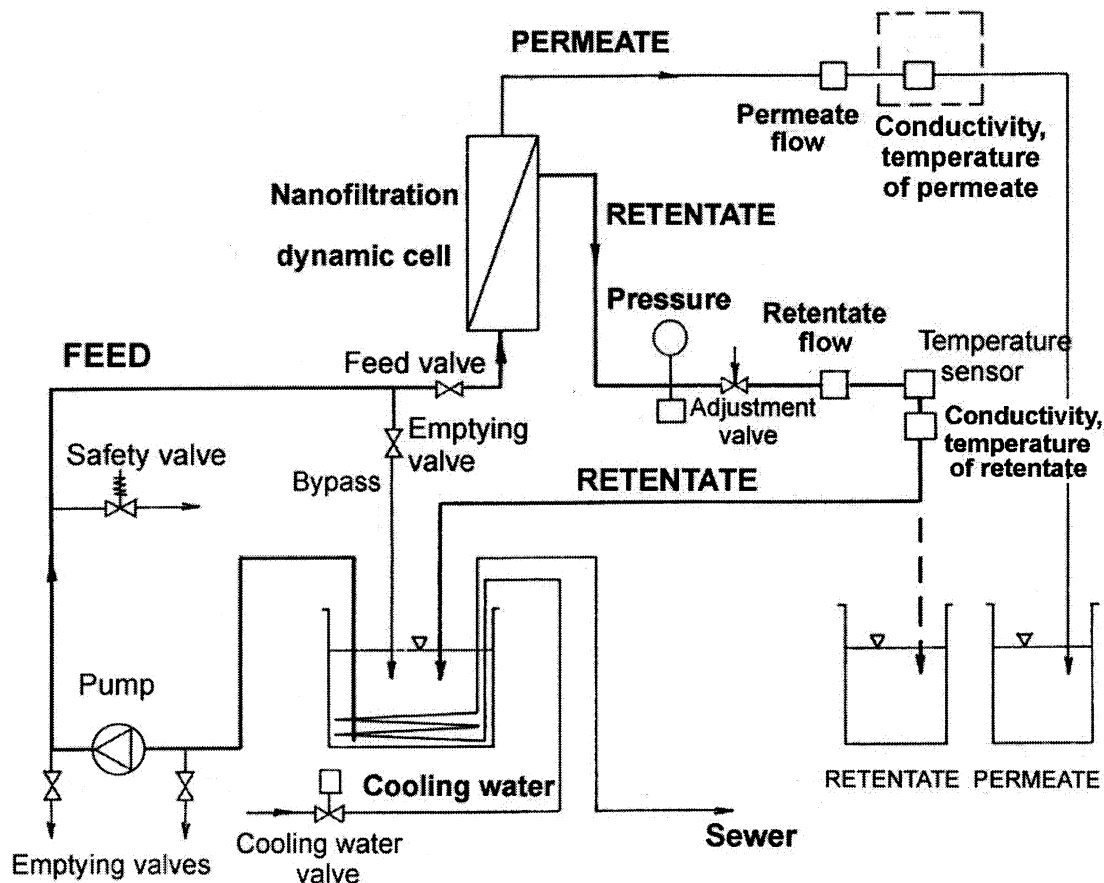 PERMEATE
Permeate
flow
Conductivity,
temperature
of permeate
Nanofiltration
dynamic cell
RETENTATE
Pressure
Retentate
flow
Temperature
sensor
FEED
Feed valve
Adjustment
valve
Conductivity,
temperature
of retentate
Emptying
valve
Safety valve
Bypass
RETENTATE
Pump
RETENTATE
PERMEATE
Cooling water
Sewer
Cooling water
valve
Emptying valves